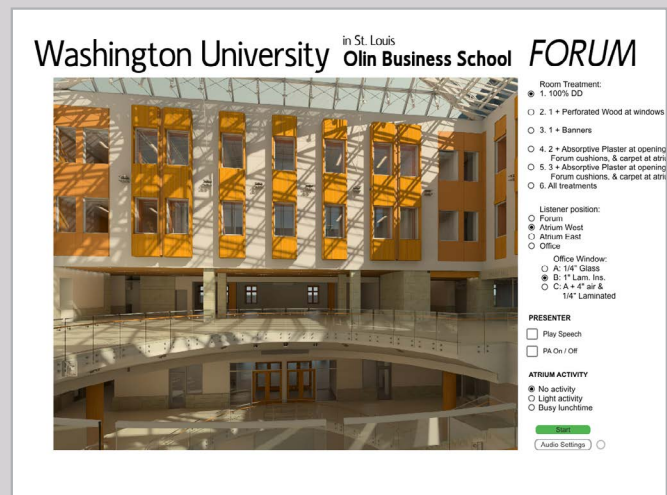 Washington University in St. Louis
Olin Business School FORUM
Room Treatment:
1. 100% DD
2. 1 + Perforated Wood at windows
3. 1 + Banners
4. 2 + Absorptive Plaster at opening
Forum cushions, & carpet at atri
5. 3 + Absorptive Plaster at opening
Forum cushions, & carpet at atri
6. All treatments
Listener position:
Forum
Atrium West
Atrium East
Office
Office Window:
A: 1/4" Glass
B: 1" Lam. Ins.
C: A + 4" air &
1/4" Laminated
PRESENTER
Play Speech
PA On / Off
ATRIUM ACTIVITY
No activity
Light activity
Busy lunchtime
Start
Audio Settings